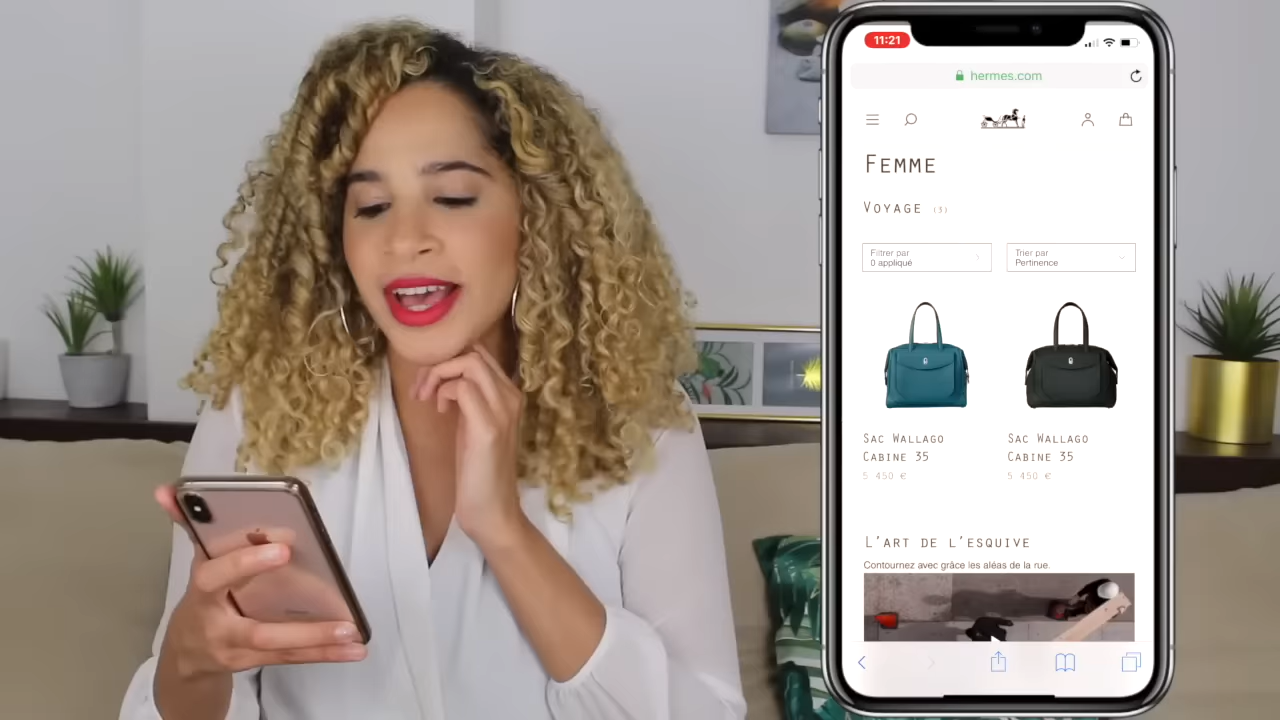 11:21
hermes.com
Femme
Voyage (3)
Filtrer par
0 appliqué
Trier par
Pertinence
Sac Wallago
Cabine 35
5 450 €
Sac Wallago
Cabine 35
5 450 €
L'art de l'esquive
Contournez avec grâce les aléas de la rue.